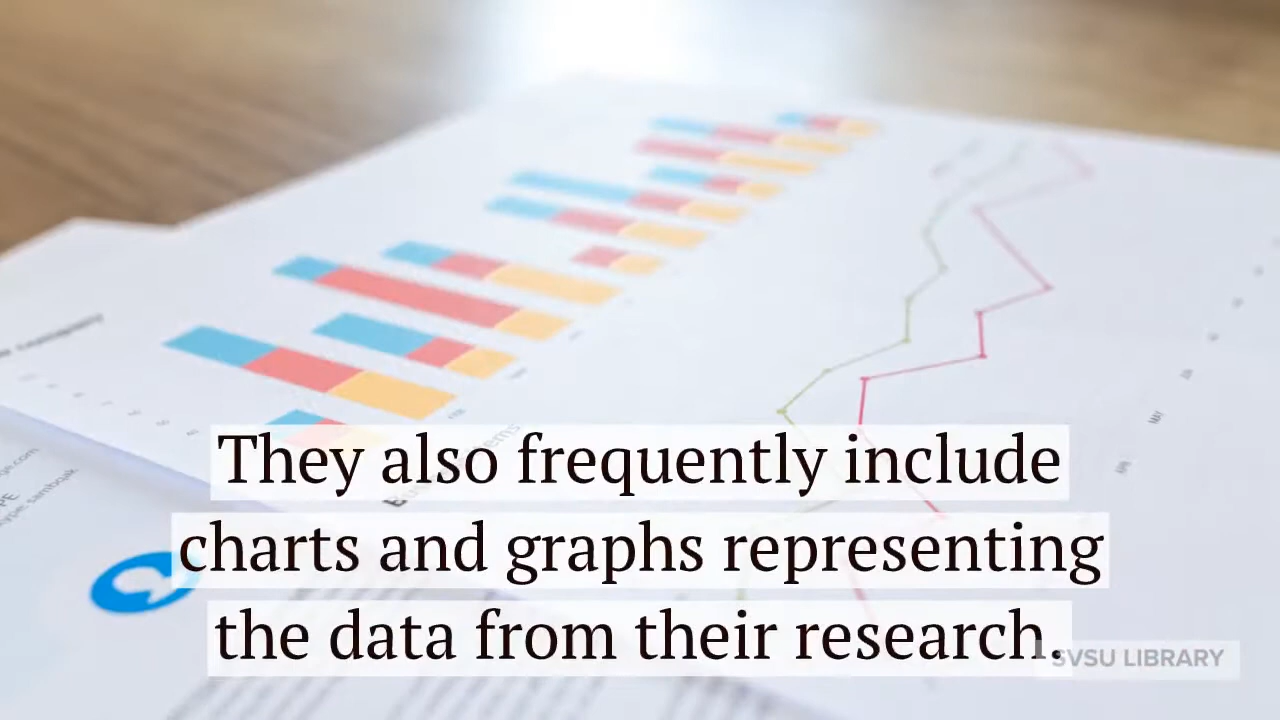 They also frequently include
charts and graphs representing
the data from their research.
SVSU LIBRARY